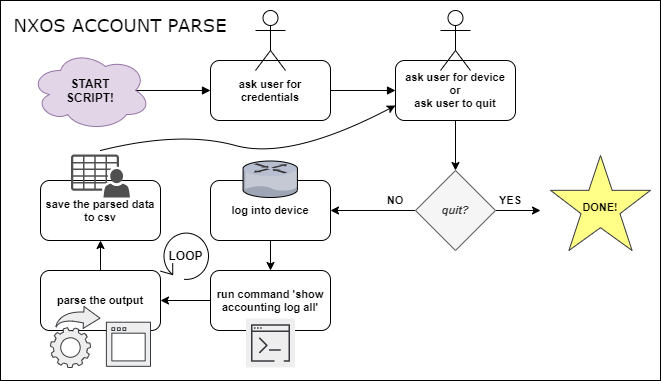 NXOS ACCOUNT PARSE
START
SCRIPT!
ask user for
credentials
ask user for device
or
ask user to quit
save the parsed data
to csv
log into device
NO
quit?
YES
DONE!
LOOP
parse the output
run command 'show
accounting log all'